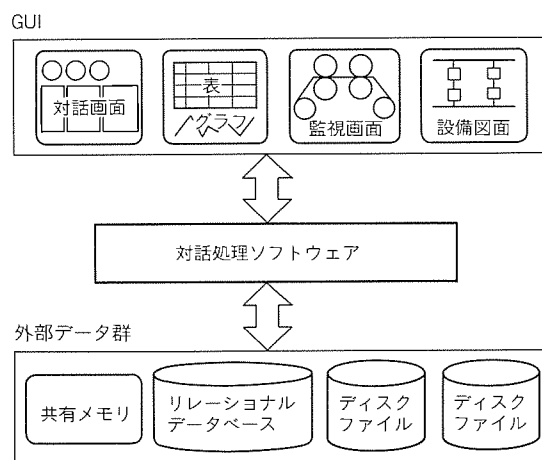 GUI
対話画面
表
グラフ
監視画面
設備図面
対話処理ソフトウェア
外部データ群
共有メモリ
リレーショナル
データベース
ディスク
ファイル
ディスク
ファイル